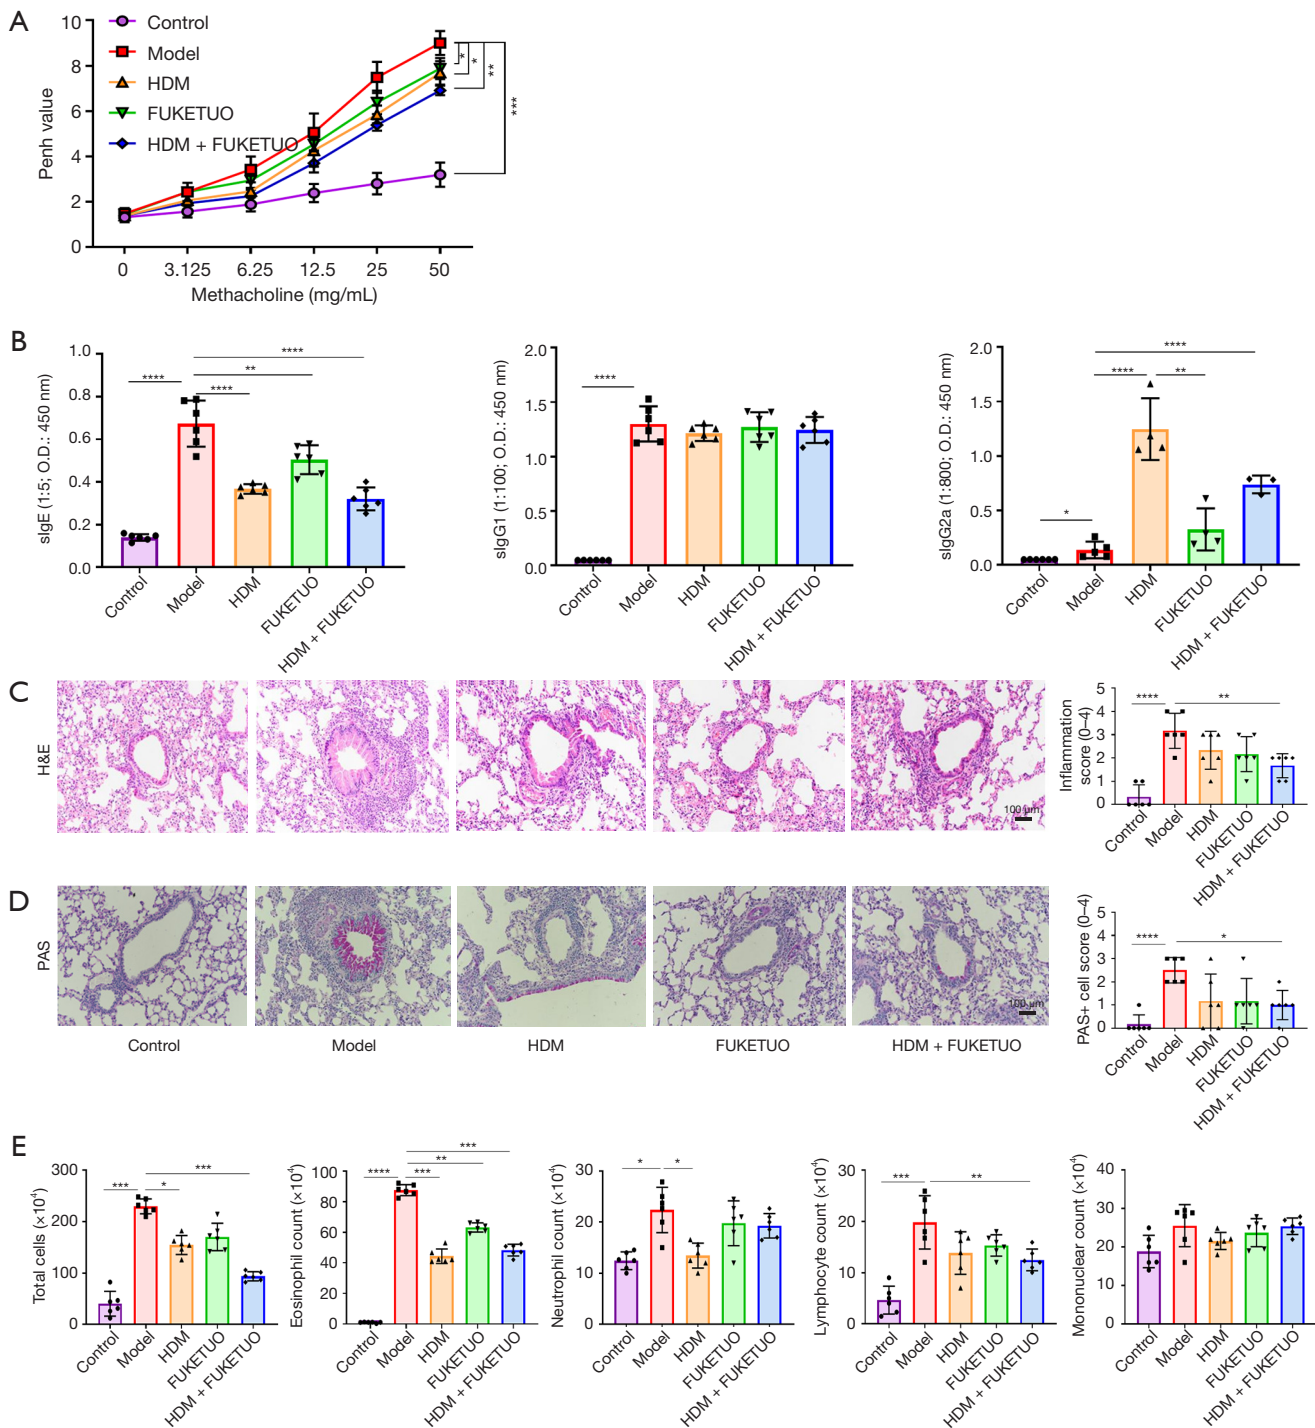 A
10
8
6
4
2
0
Penh value
Control
Model
HDM
FUKETUO
HDM + FUKETUO
*
*
**
***
0 3.125 6.25 12.5 25 50
Methacholine (mg/mL)
B
sIgE (1:5; O.D.: 450 nm)
1.0
0.8
0.6
0.4
0.2
0.0
****
**
****
****
Control Model HDM FUKETUO HDM + FUKETUO
sIgG1 (1:100; O.D.: 450 nm)
2.0
1.5
1.0
0.5
0.0
****
Control Model HDM FUKETUO HDM + FUKETUO
sIgG2a (1:800; O.D.: 450 nm)
2.0
1.5
1.0
0.5
0.0
****
**** **
*
Control Model HDM FUKETUO HDM + FUKETUO
C
H&E
100 μm
Inflammation
score (0–4)
5
4
3
2
1
0
**** **
Control Model HDM FUKETUO HDM + FUKETUO
D
PAS
100 μm
Control Model HDM FUKETUO HDM + FUKETUO
PAS+ cell score (0–4)
5
4
3
2
1
0
**** *
Control Model HDM FUKETUO HDM + FUKETUO
E
Total cells (×10⁴)
300
200
100
0
***
*** *
Control Model HDM FUKETUO HDM + FUKETUO
Eosinophil count (×10⁴)
100
80
60
40
20
0
***
**
**** ***
Control Model HDM FUKETUO HDM + FUKETUO
Neutrophil count (×10⁴)
30
20
10
0
* *
Control Model HDM FUKETUO HDM + FUKETUO
Lymphocyte count (×10⁴)
30
20
10
0
*** **
Control Model HDM FUKETUO HDM + FUKETUO
Mononuclear count (×10⁴)
40
30
20
10
0
Control Model HDM FUKETUO HDM + FUKETUO